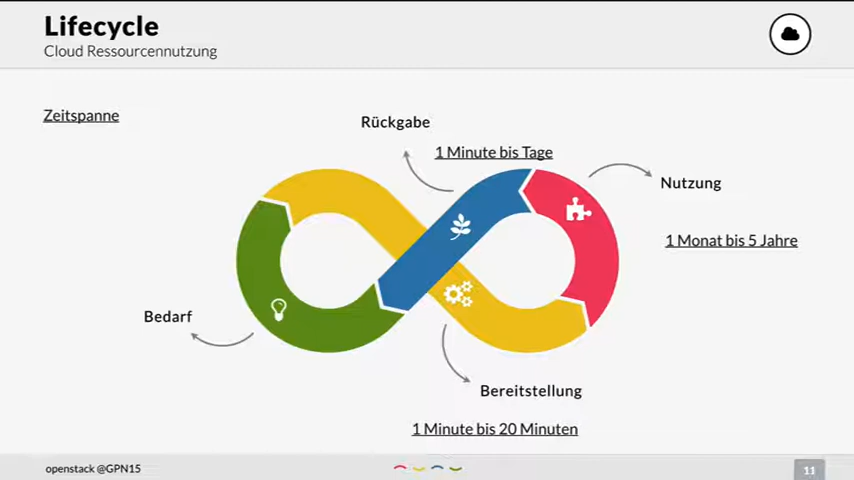 Lifecycle
Cloud Ressourcennutzung
Zeitspanne
Rückgabe
1 Minute bis Tage
Nutzung
1 Monat bis 5 Jahre
Bedarf
Bereitstellung
1 Minute bis 20 Minuten
openstack @GPN15
11